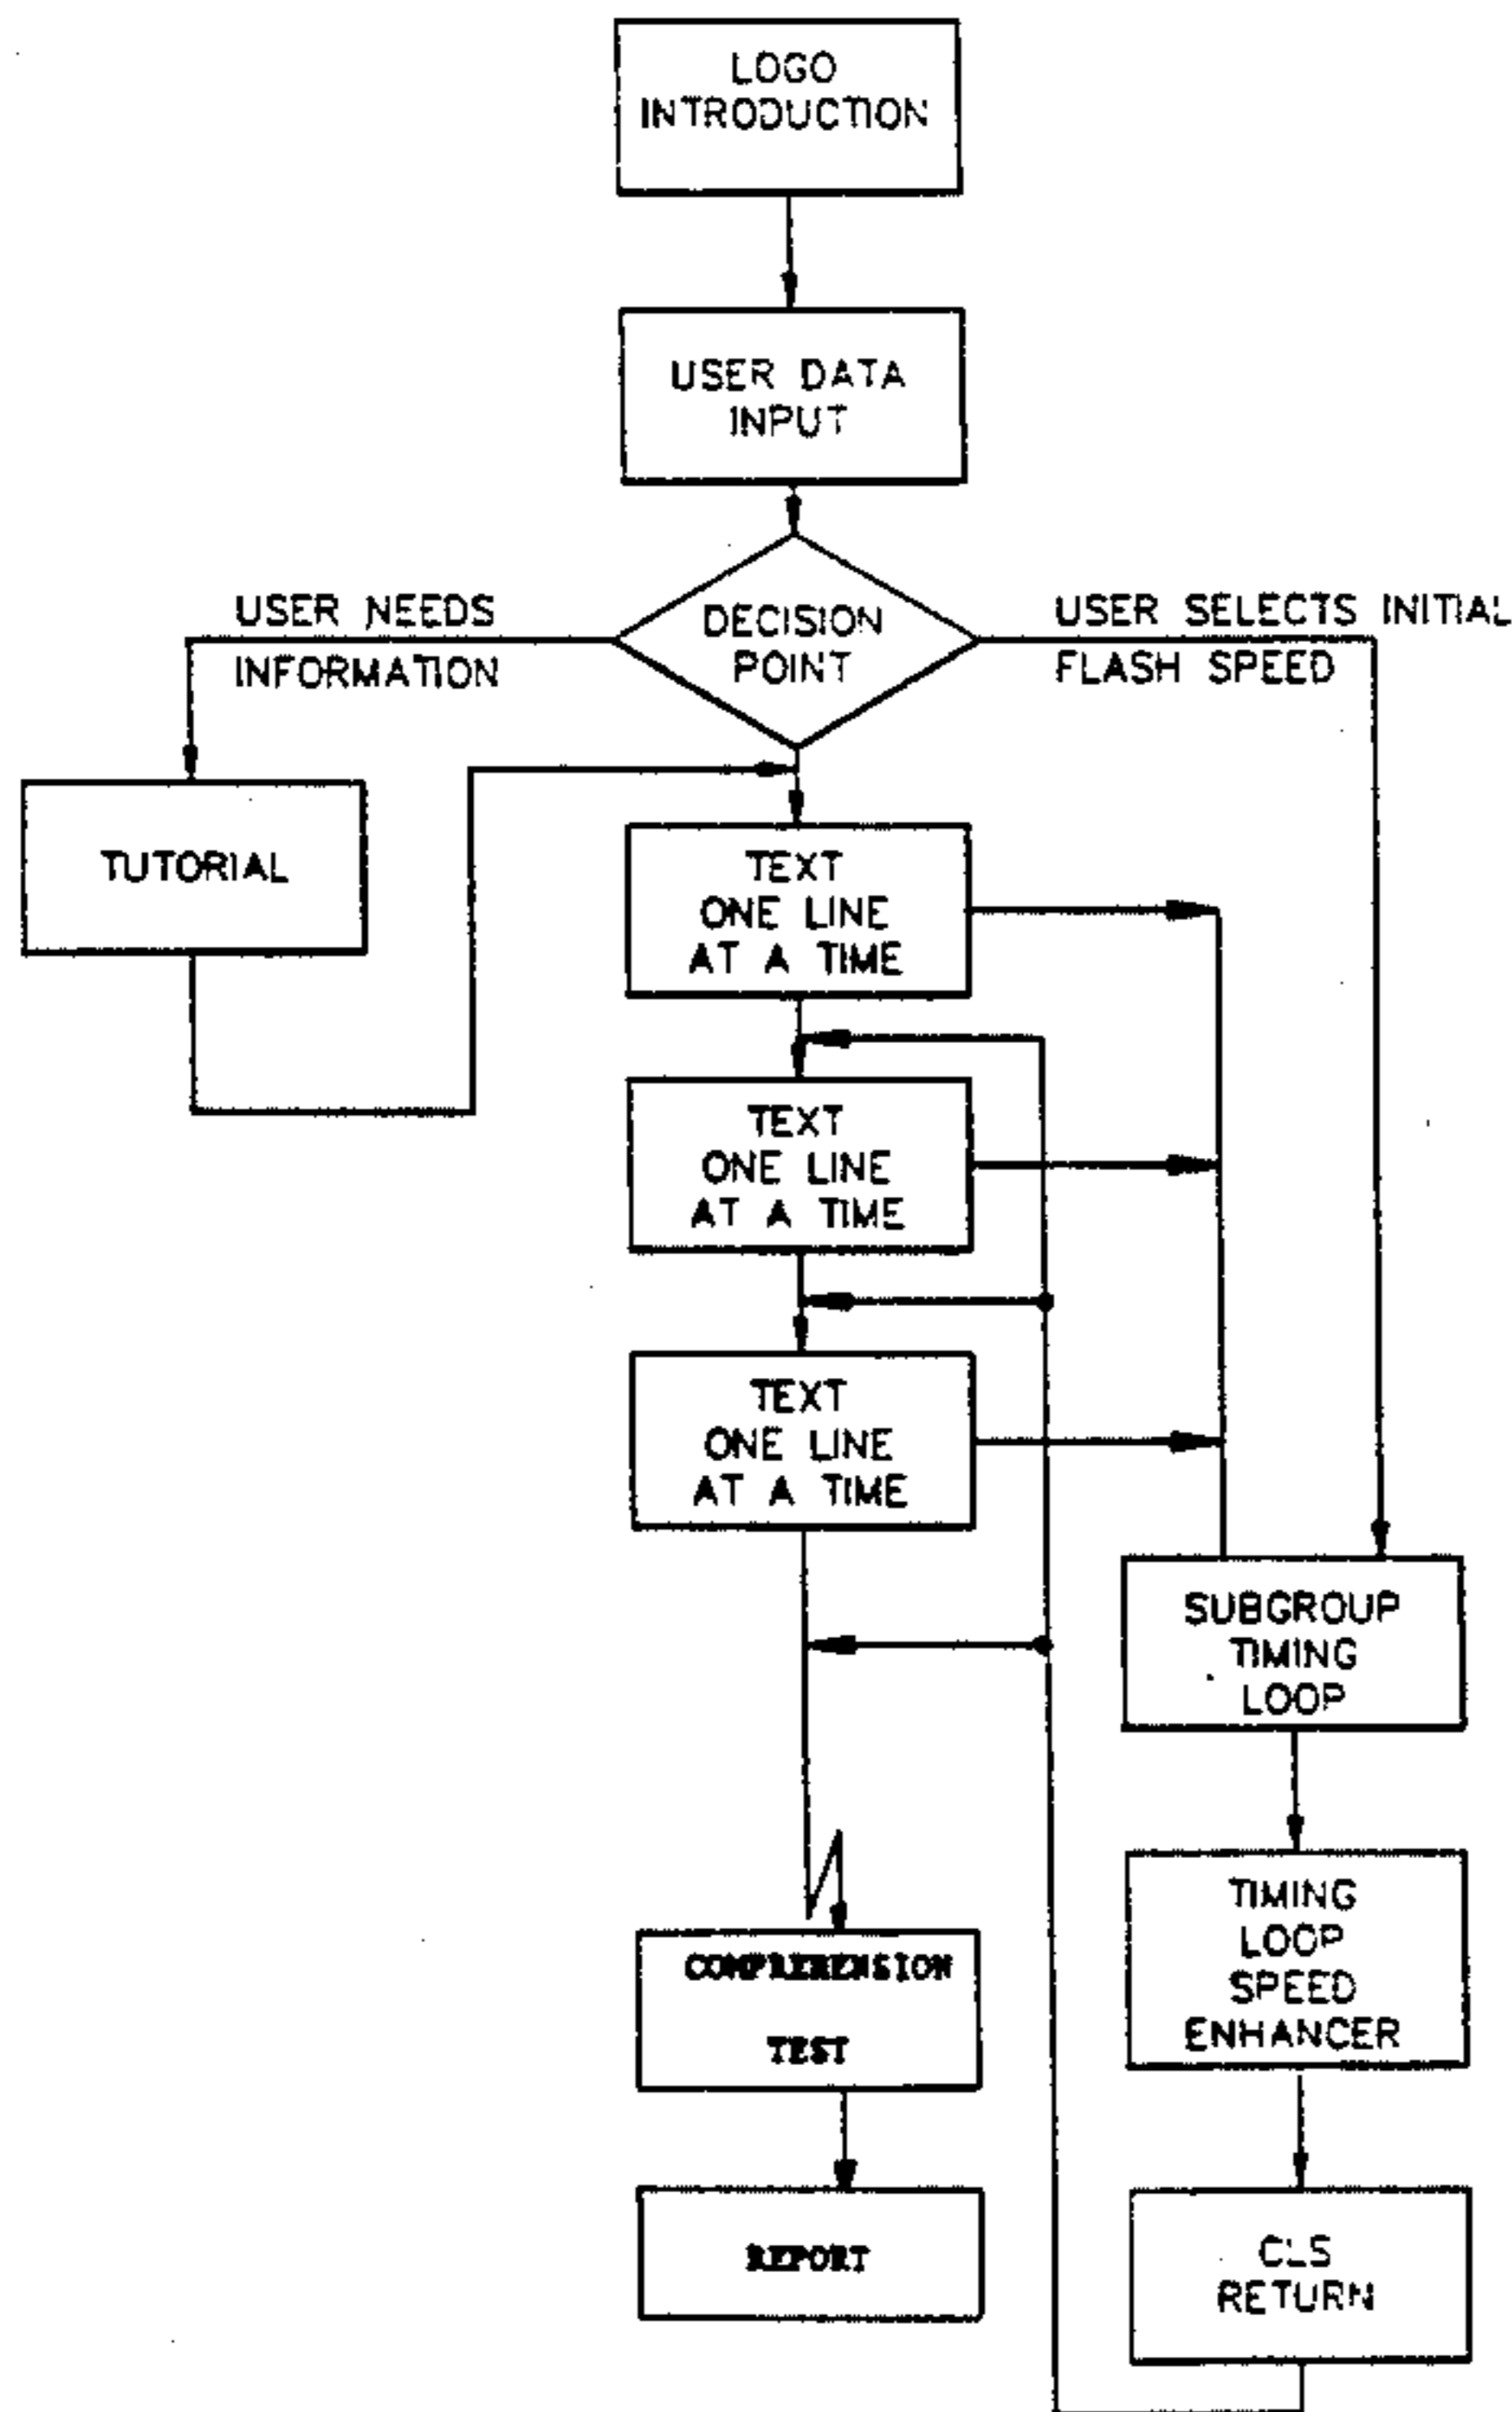 LOGO
INTRODUCTION
USER DATA
INPUT
USER NEEDS
INFORMATION
DECISION
POINT
USER SELECTS INITIAL
FLASH SPEED
TUTORIAL
TEXT
ONE LINE
AT A TIME
TEXT
ONE LINE
AT A TIME
TEXT
ONE LINE
AT A TIME
SUBGROUP
TIMING
LOOP
TIMING
LOOP
SPEED
ENHANCER
COMPREHENSION
TEST
REPORT
CLS
RETURN